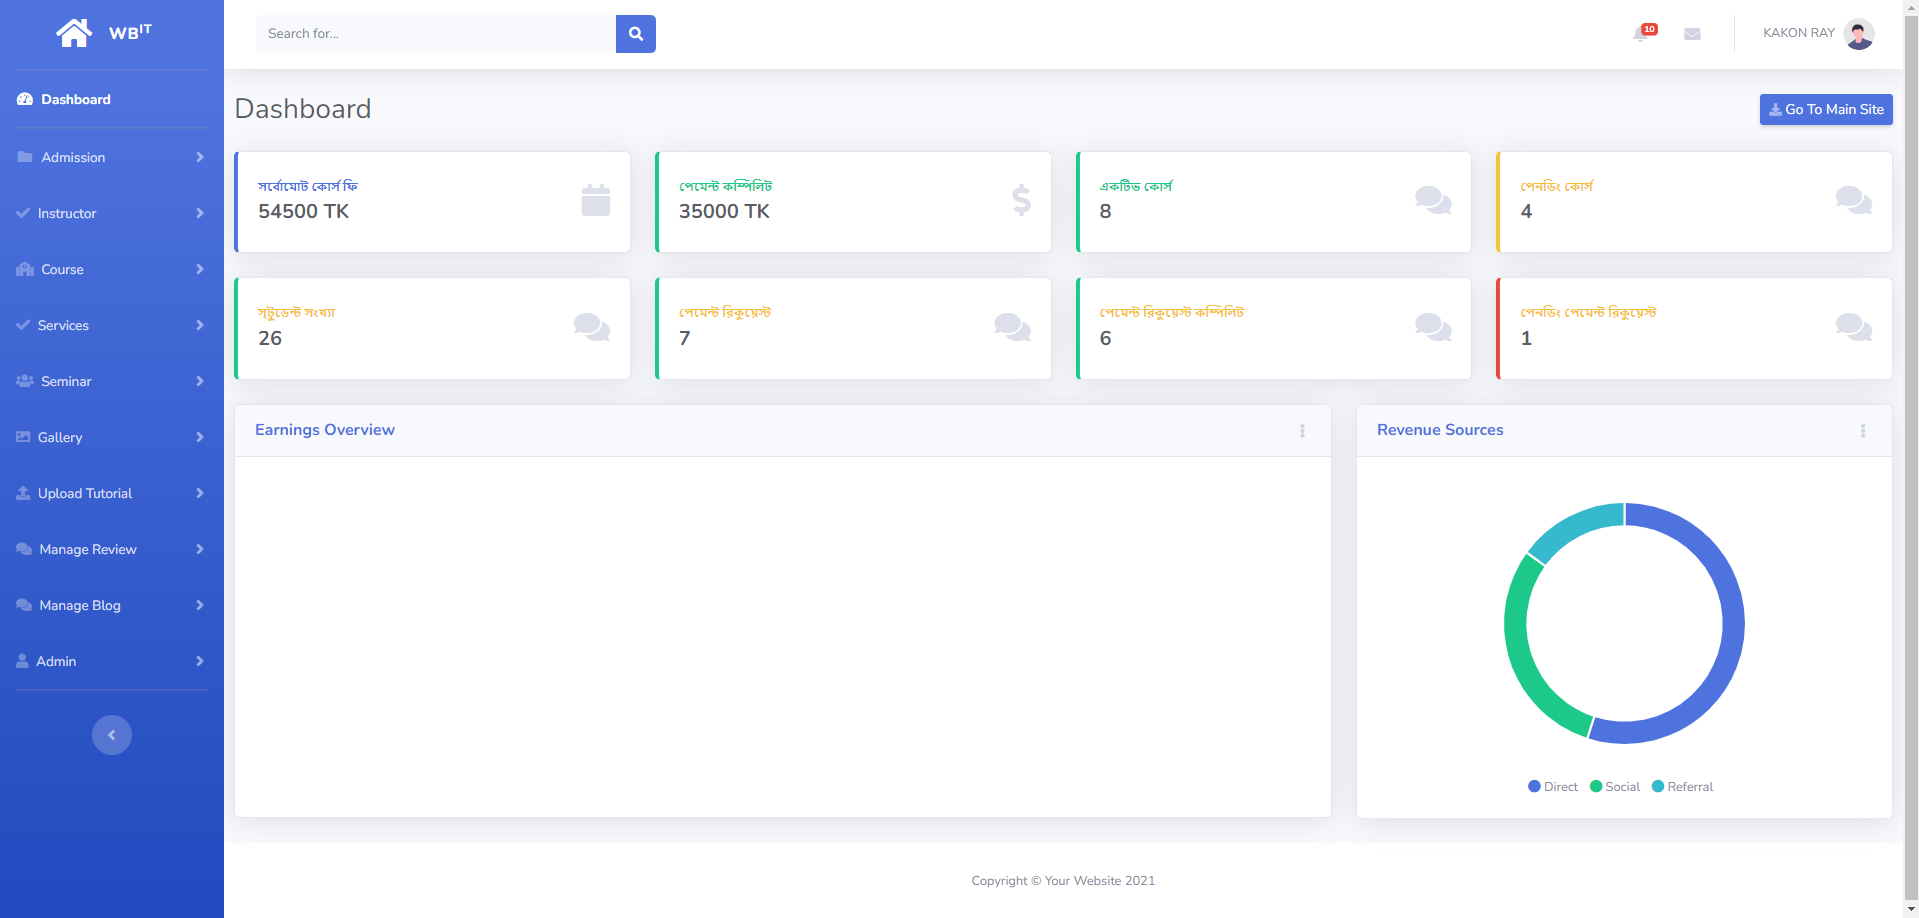 WBIT
Dashboard
Admission
Instructor
Course
Services
Seminar
Gallery
Upload Tutorial
Manage Review
Manage Blog
Admin
Search for...
10
KAKON RAY
Dashboard
Go To Main Site
সর্বোমোট কোর্স ফি
54500 TK
পেমেন্ট কম্পিলিট
35000 TK
একটিভ কোর্স
8
পেনডিং কোর্স
4
স্টুডেন্ট সংখ্যা
26
পেমেন্ট রিকুয়েস্ট
7
পেমেন্ট রিকুয়েস্ট কম্পিলিট
6
পেনডিং পেমেন্ট রিকুয়েস্ট
1
Earnings Overview
Revenue Sources
Direct Social Referral
Copyright © Your Website 2021